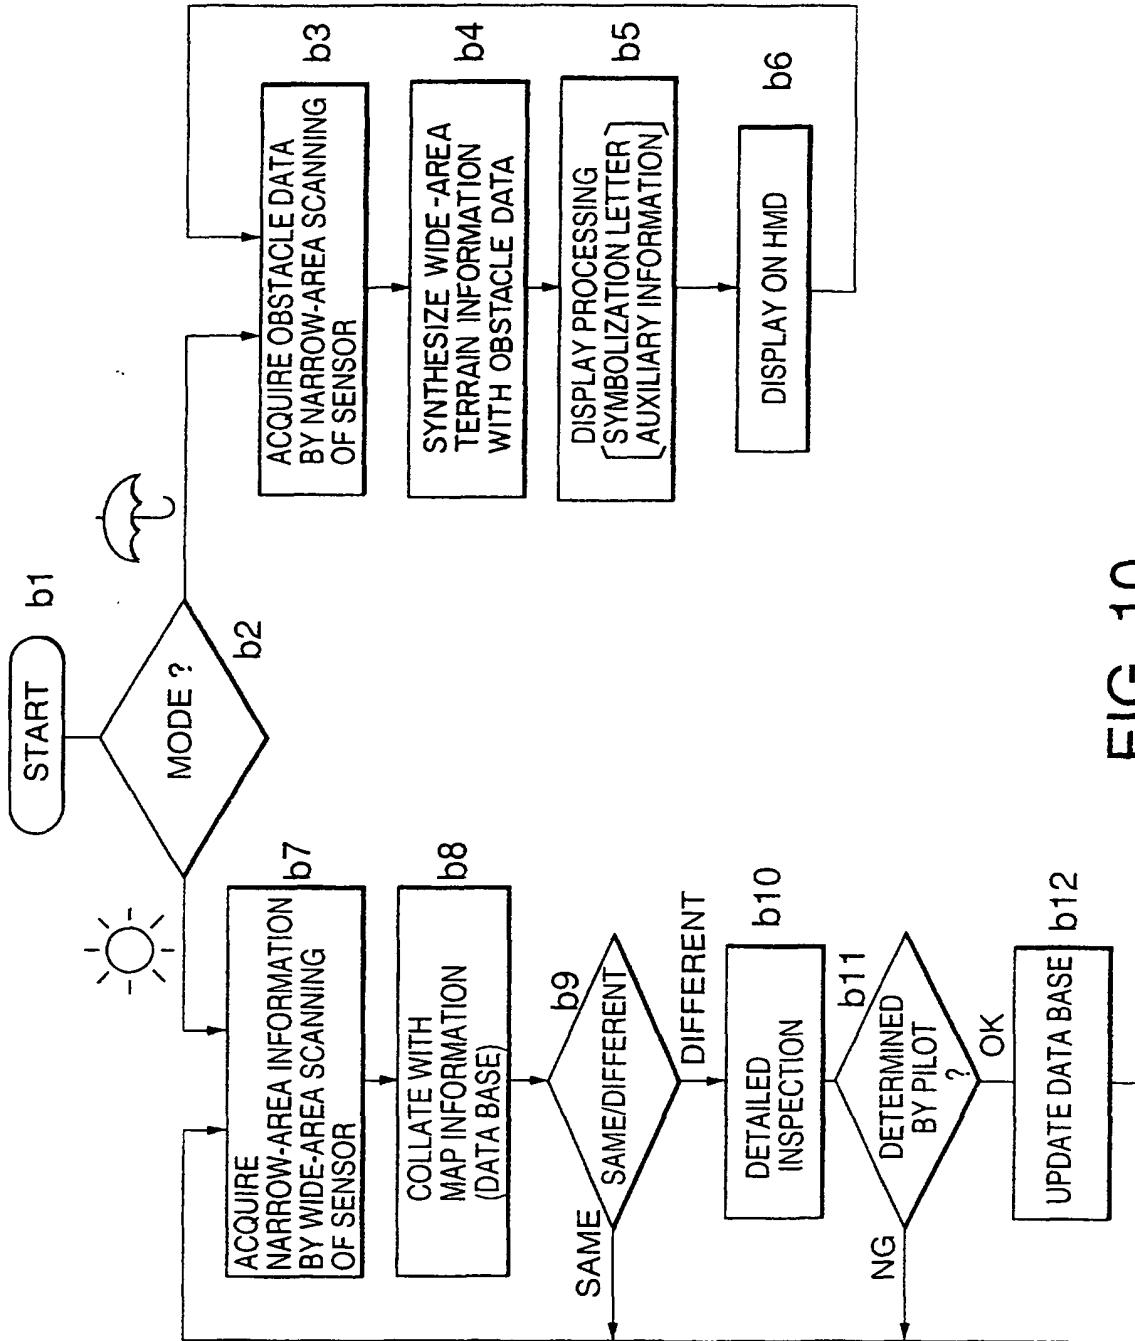 START
b1
MODE ?
b2
ACQUIRE OBSTACLE DATA
BY NARROW-AREA SCANNING
OF SENSOR
b3
SYNTHESIZE WIDE-AREA
TERRAIN INFORMATION
WITH OBSTACLE DATA
b4
DISPLAY PROCESSING
SYMBOLIZATION LETTER
AUXILIARY INFORMATION
b5
DISPLAY ON HMD
b6
ACQUIRE
NARROW-AREA INFORMATION
BY WIDE-AREA SCANNING
OF SENSOR
b7
COLLATE WITH
MAP INFORMATION
(DATA BASE)
b8
SAME/DIFFERENT
b9
SAME
DIFFERENT
DETAILED
INSPECTION
b10
DETERMINED
BY PILOT
?
b11
NG
OK
UPDATE DATA BASE
b12
FIG. 10